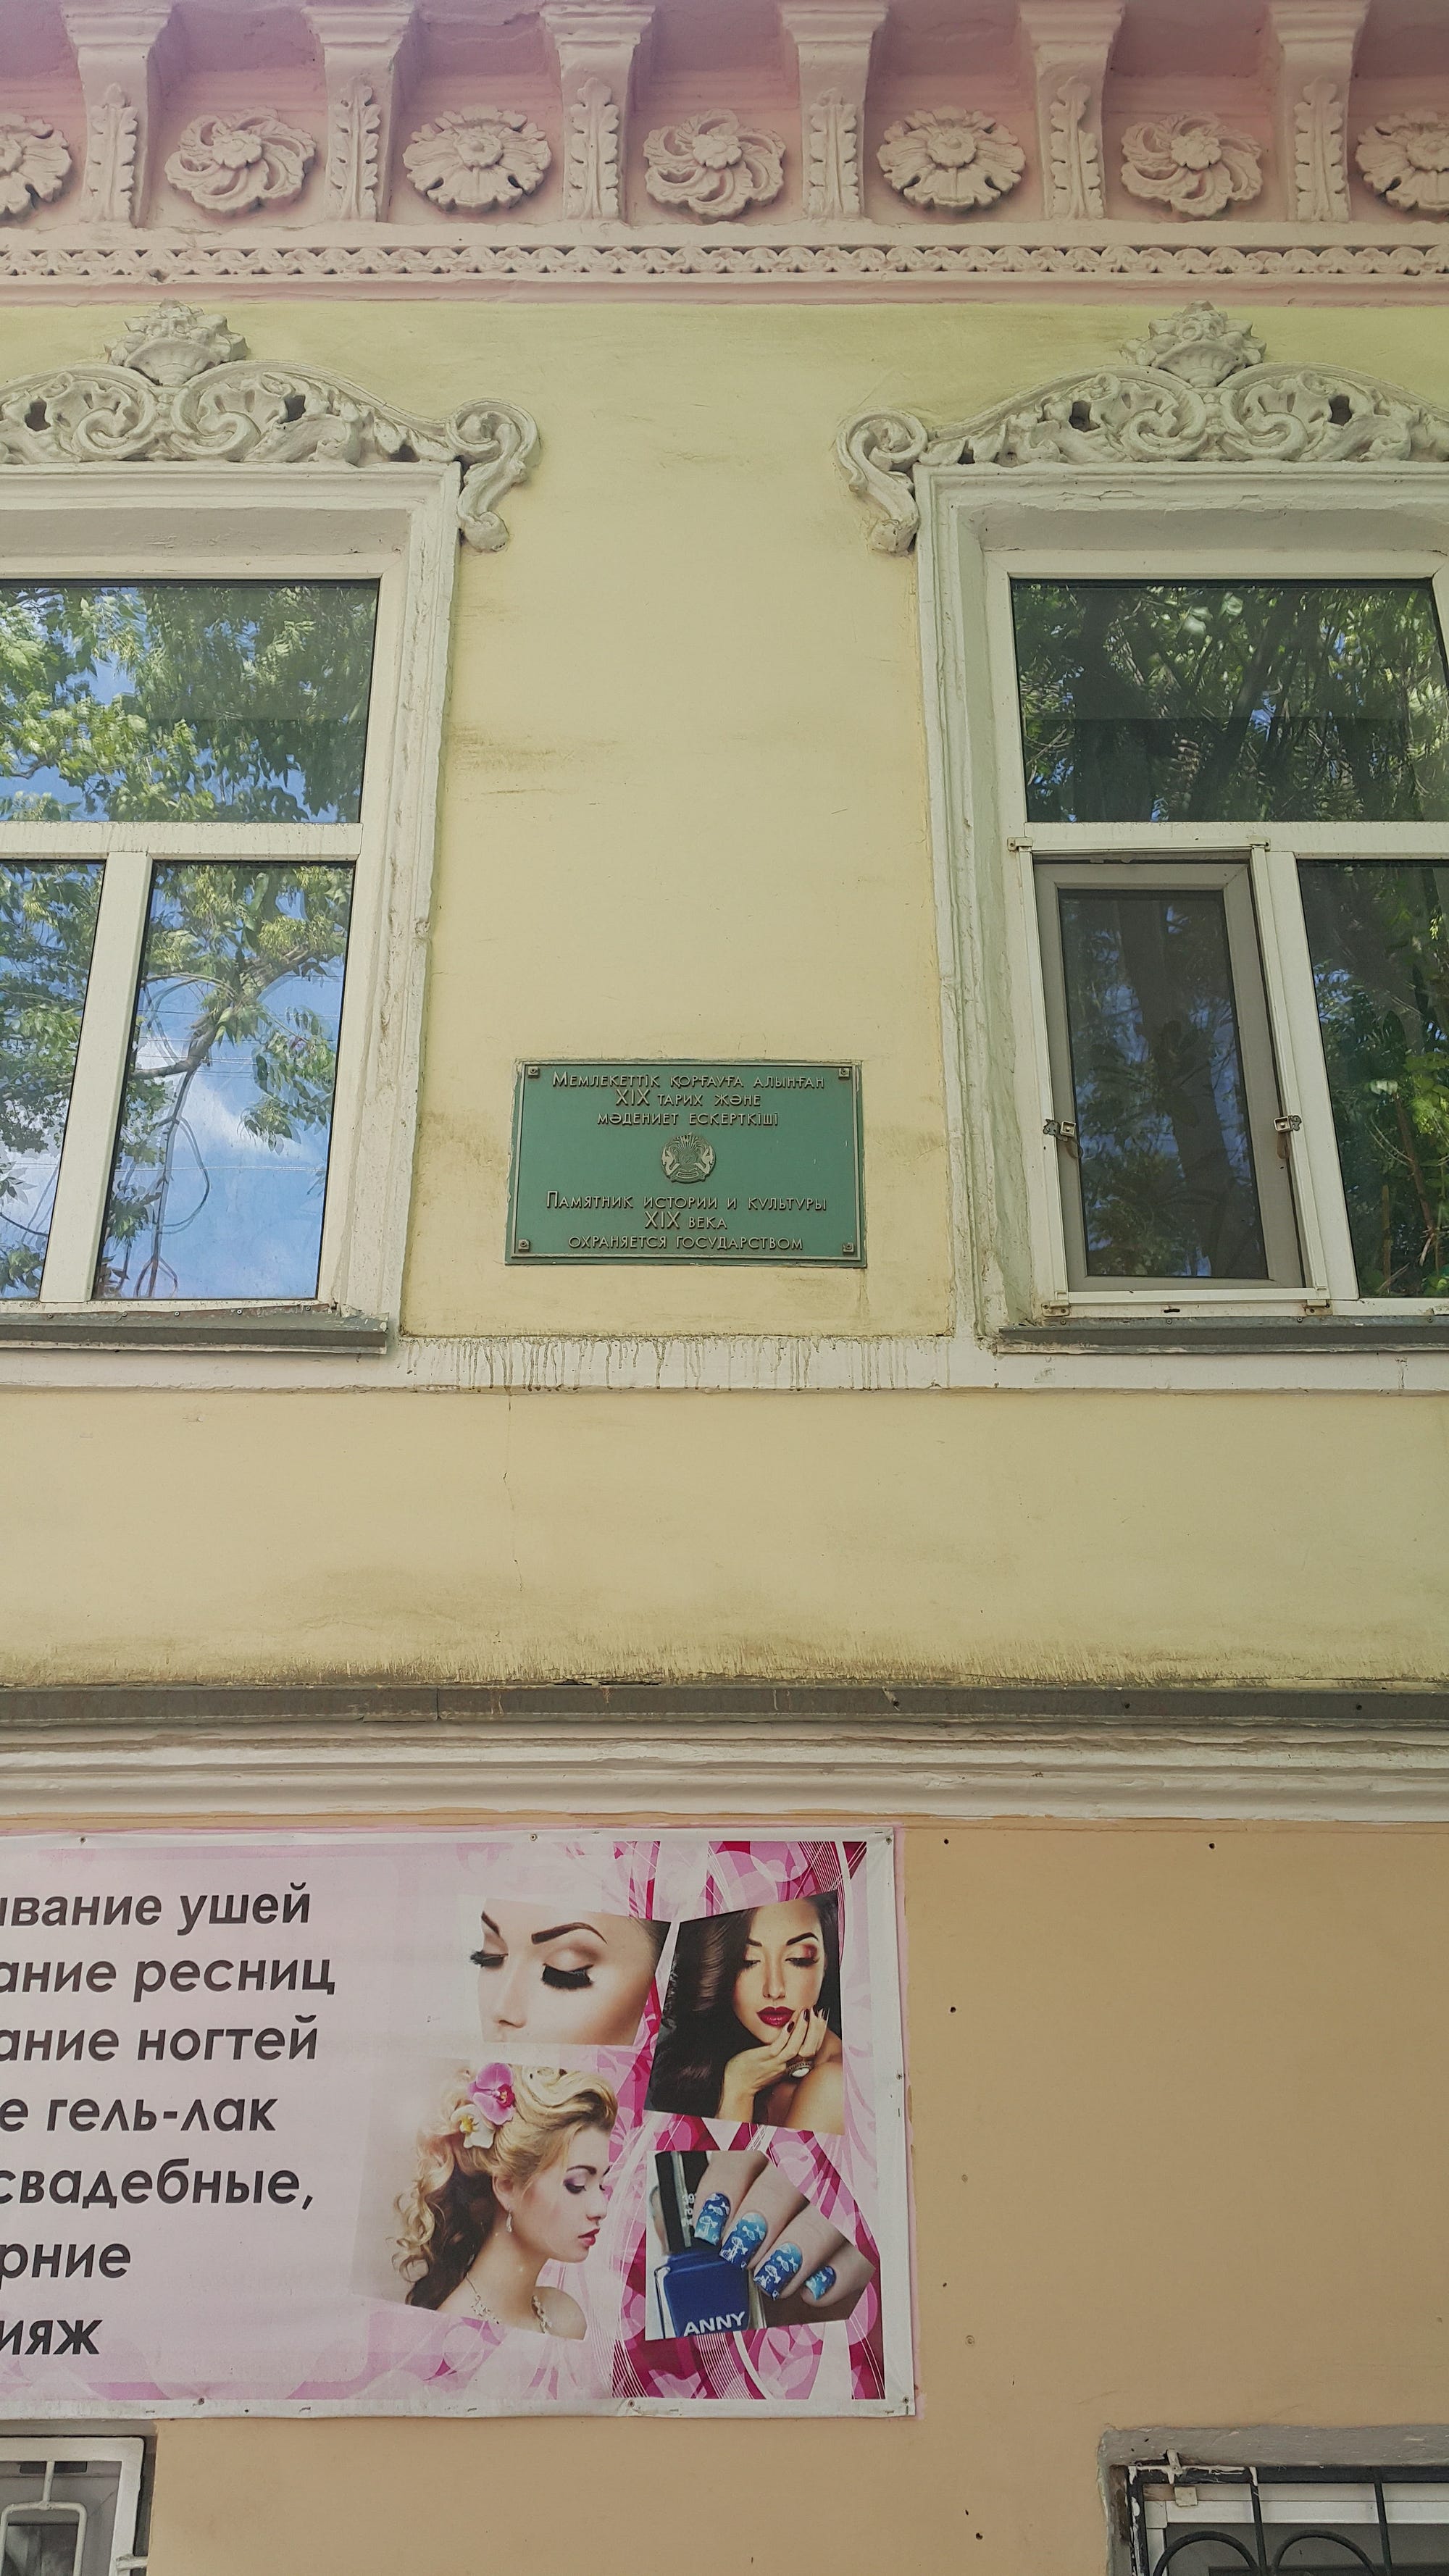 Мемлекеттік қорғауға алынған
XIX тарих және
мәдениет ескерткіші
Памятник истории и культуры
XIX века
охраняется государством
ывание ушей
ание ресниц
ание ногтей
е гель-лак
свадебные,
рние
ияж
ANNY